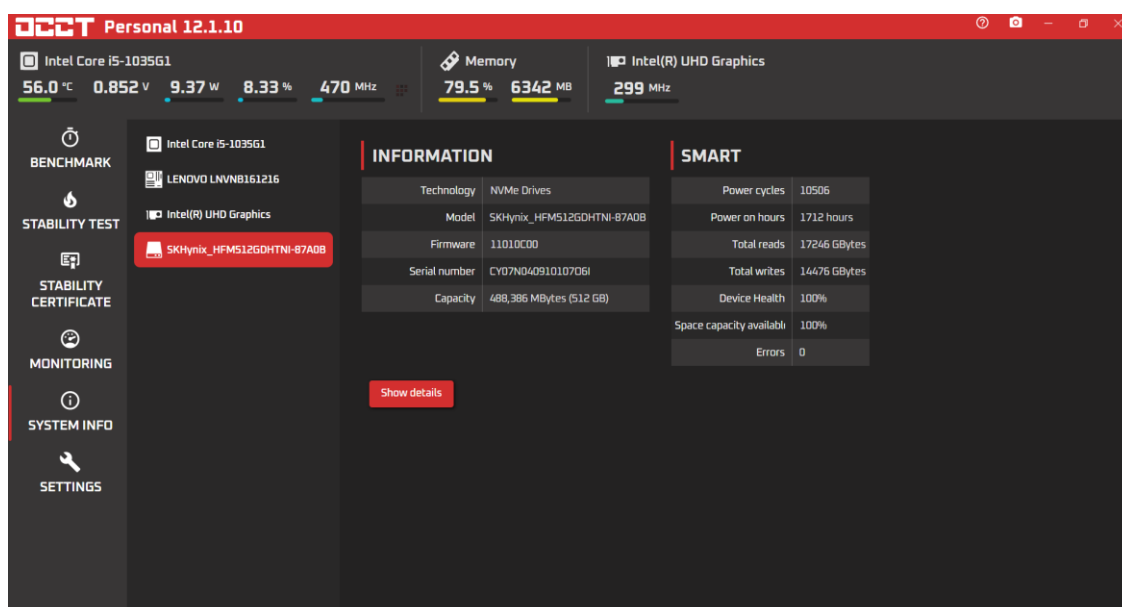 OCCT Personal 12.1.10
Intel Core i5-1035G1
56.0 °C 0.852 V 9.37 W 8.33 % 470 MHz
Memory
79.5 % 6342 MB
Intel(R) UHD Graphics
299 MHz
BENCHMARK
STABILITY TEST
STABILITY
CERTIFICATE
MONITORING
SYSTEM INFO
SETTINGS
Intel Core i5-1035G1
LENOVO LNVNB161216
Intel(R) UHD Graphics
SKHynix_HFM512GDHTNI-87A0B
INFORMATION
Technology NVMe Drives
Model SKHynix_HFM512GDHTNI-87A0B
Firmware 11010C00
Serial number CY07N04091010706I
Capacity 488,386 MBytes (512 GB)
Show details
SMART
Power cycles 10506
Power on hours 1712 hours
Total reads 17246 GBytes
Total writes 14476 GBytes
Device Health 100%
Space capacity availabl 100%
Errors 0